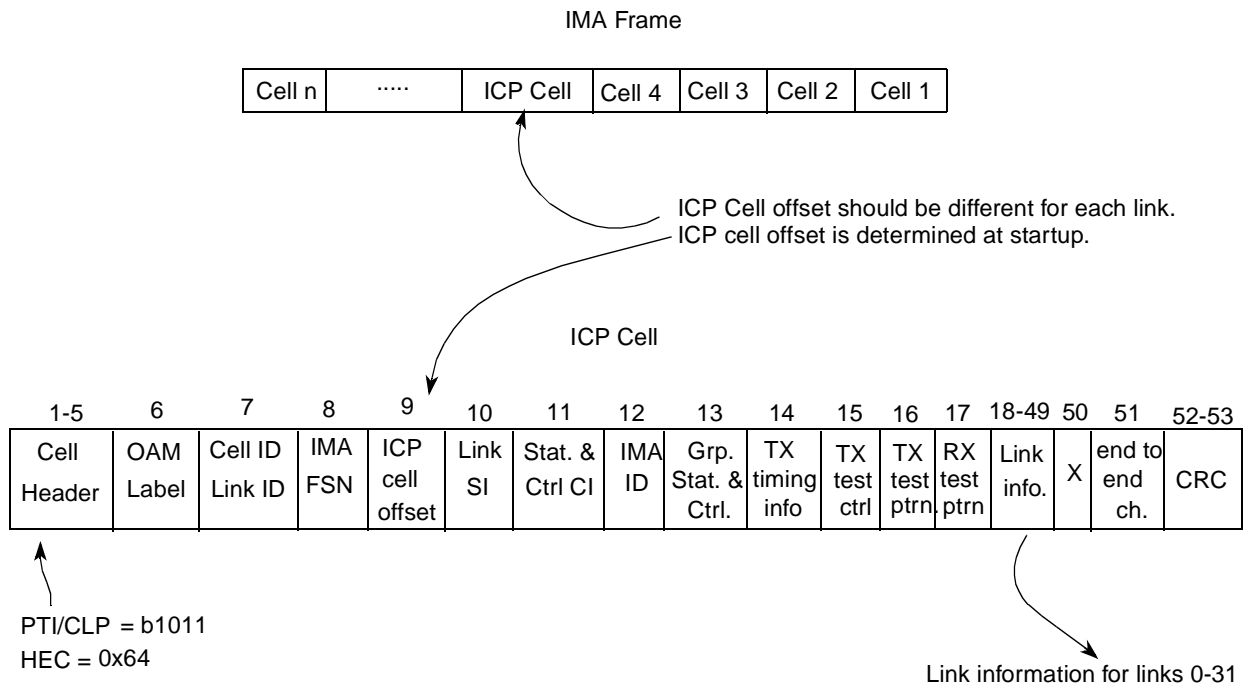 IMA Frame
Cell n ..... ICP Cell Cell 4 Cell 3 Cell 2 Cell 1
ICP Cell offset should be different for each link.
ICP cell offset is determined at startup.
ICP Cell
1-5 6 7 8 9 10 11 12 13 14 15 16 17 18-49 50 51 52-53
Cell Header
OAM Label
Cell ID Link ID
IMA FSN
ICP cell offset
Link SI
Stat. & Ctrl CI
IMA ID
Grp. Stat. & Ctrl.
TX timing info
TX test ctrl
TX test ptrn.
RX test ptrn
Link info.
X
end to end ch.
CRC
PTI/CLP = b1011
HEC = 0x64
Link information for links 0-31